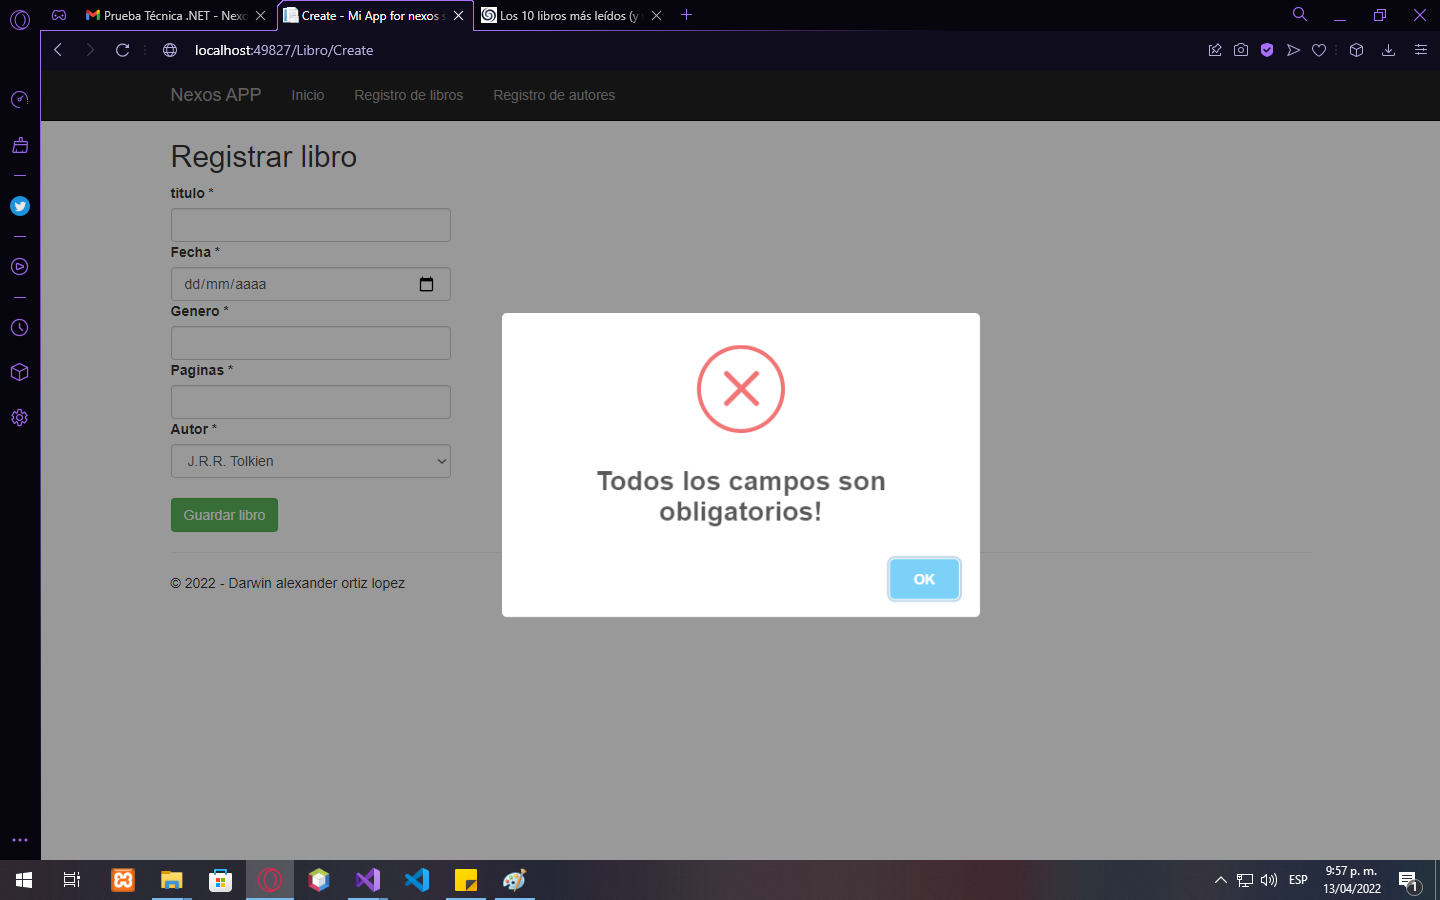 Prueba Técnica .NET - Nexo
Create - Mi App for nexos s
Los 10 libros más leídos (y
localhost:49827/Libro/Create
Nexos APP
Inicio
Registro de libros
Registro de autores
Registrar libro
titulo *
Fecha *
dd/mm/aaaa
Genero *
Paginas *
Autor *
J.R.R. Tolkien
Guardar libro
Todos los campos son
obligatorios!
OK
© 2022 - Darwin alexander ortiz lopez
ESP
9:57 p. m.
13/04/2022
1